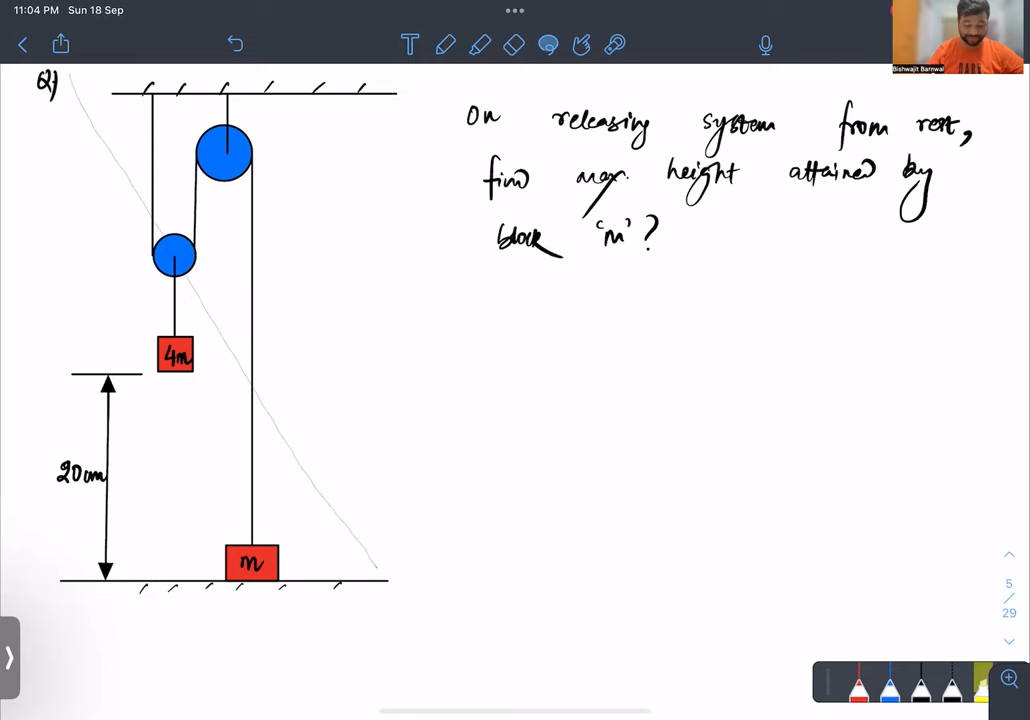 11:04 PM Sun 18 Sep
Bishwajit Barnwal
Q)
On releasing system from rest,
find max. height attained by
block 'm'?
4m
20cm
m
5
/
29